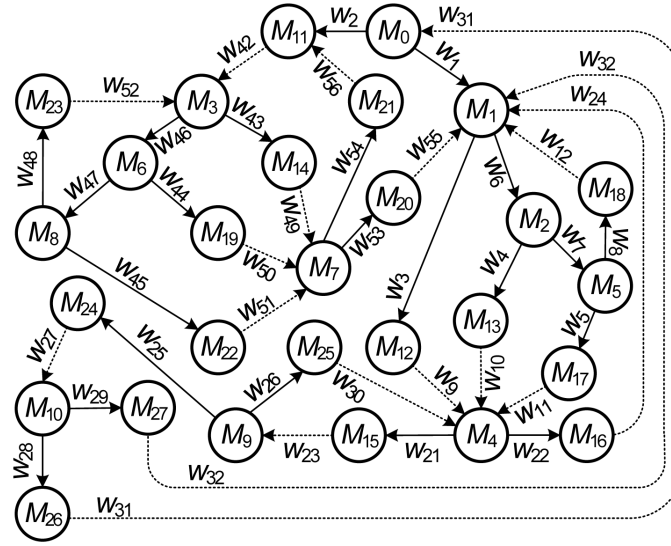 M11 w2 M0 w31
w42 w56 w1 w32
M23 w52 M3 M21 M1 w24
w46 w43 w54 w55 w12
w48 M6 M14 w6 M18
w47 w44 w49 M20 M2 w7 w8
M8 M19 w50 M7 w53 w3 w4 M5
w45 w51
M24 M22 M13 w5
w27 w25 M25 M12 w10 M17
w26 w30 w9 w11
M10 w29 M27 M9 w23 M15 w21 M4 w22 M16
w28 w32
M26 w31